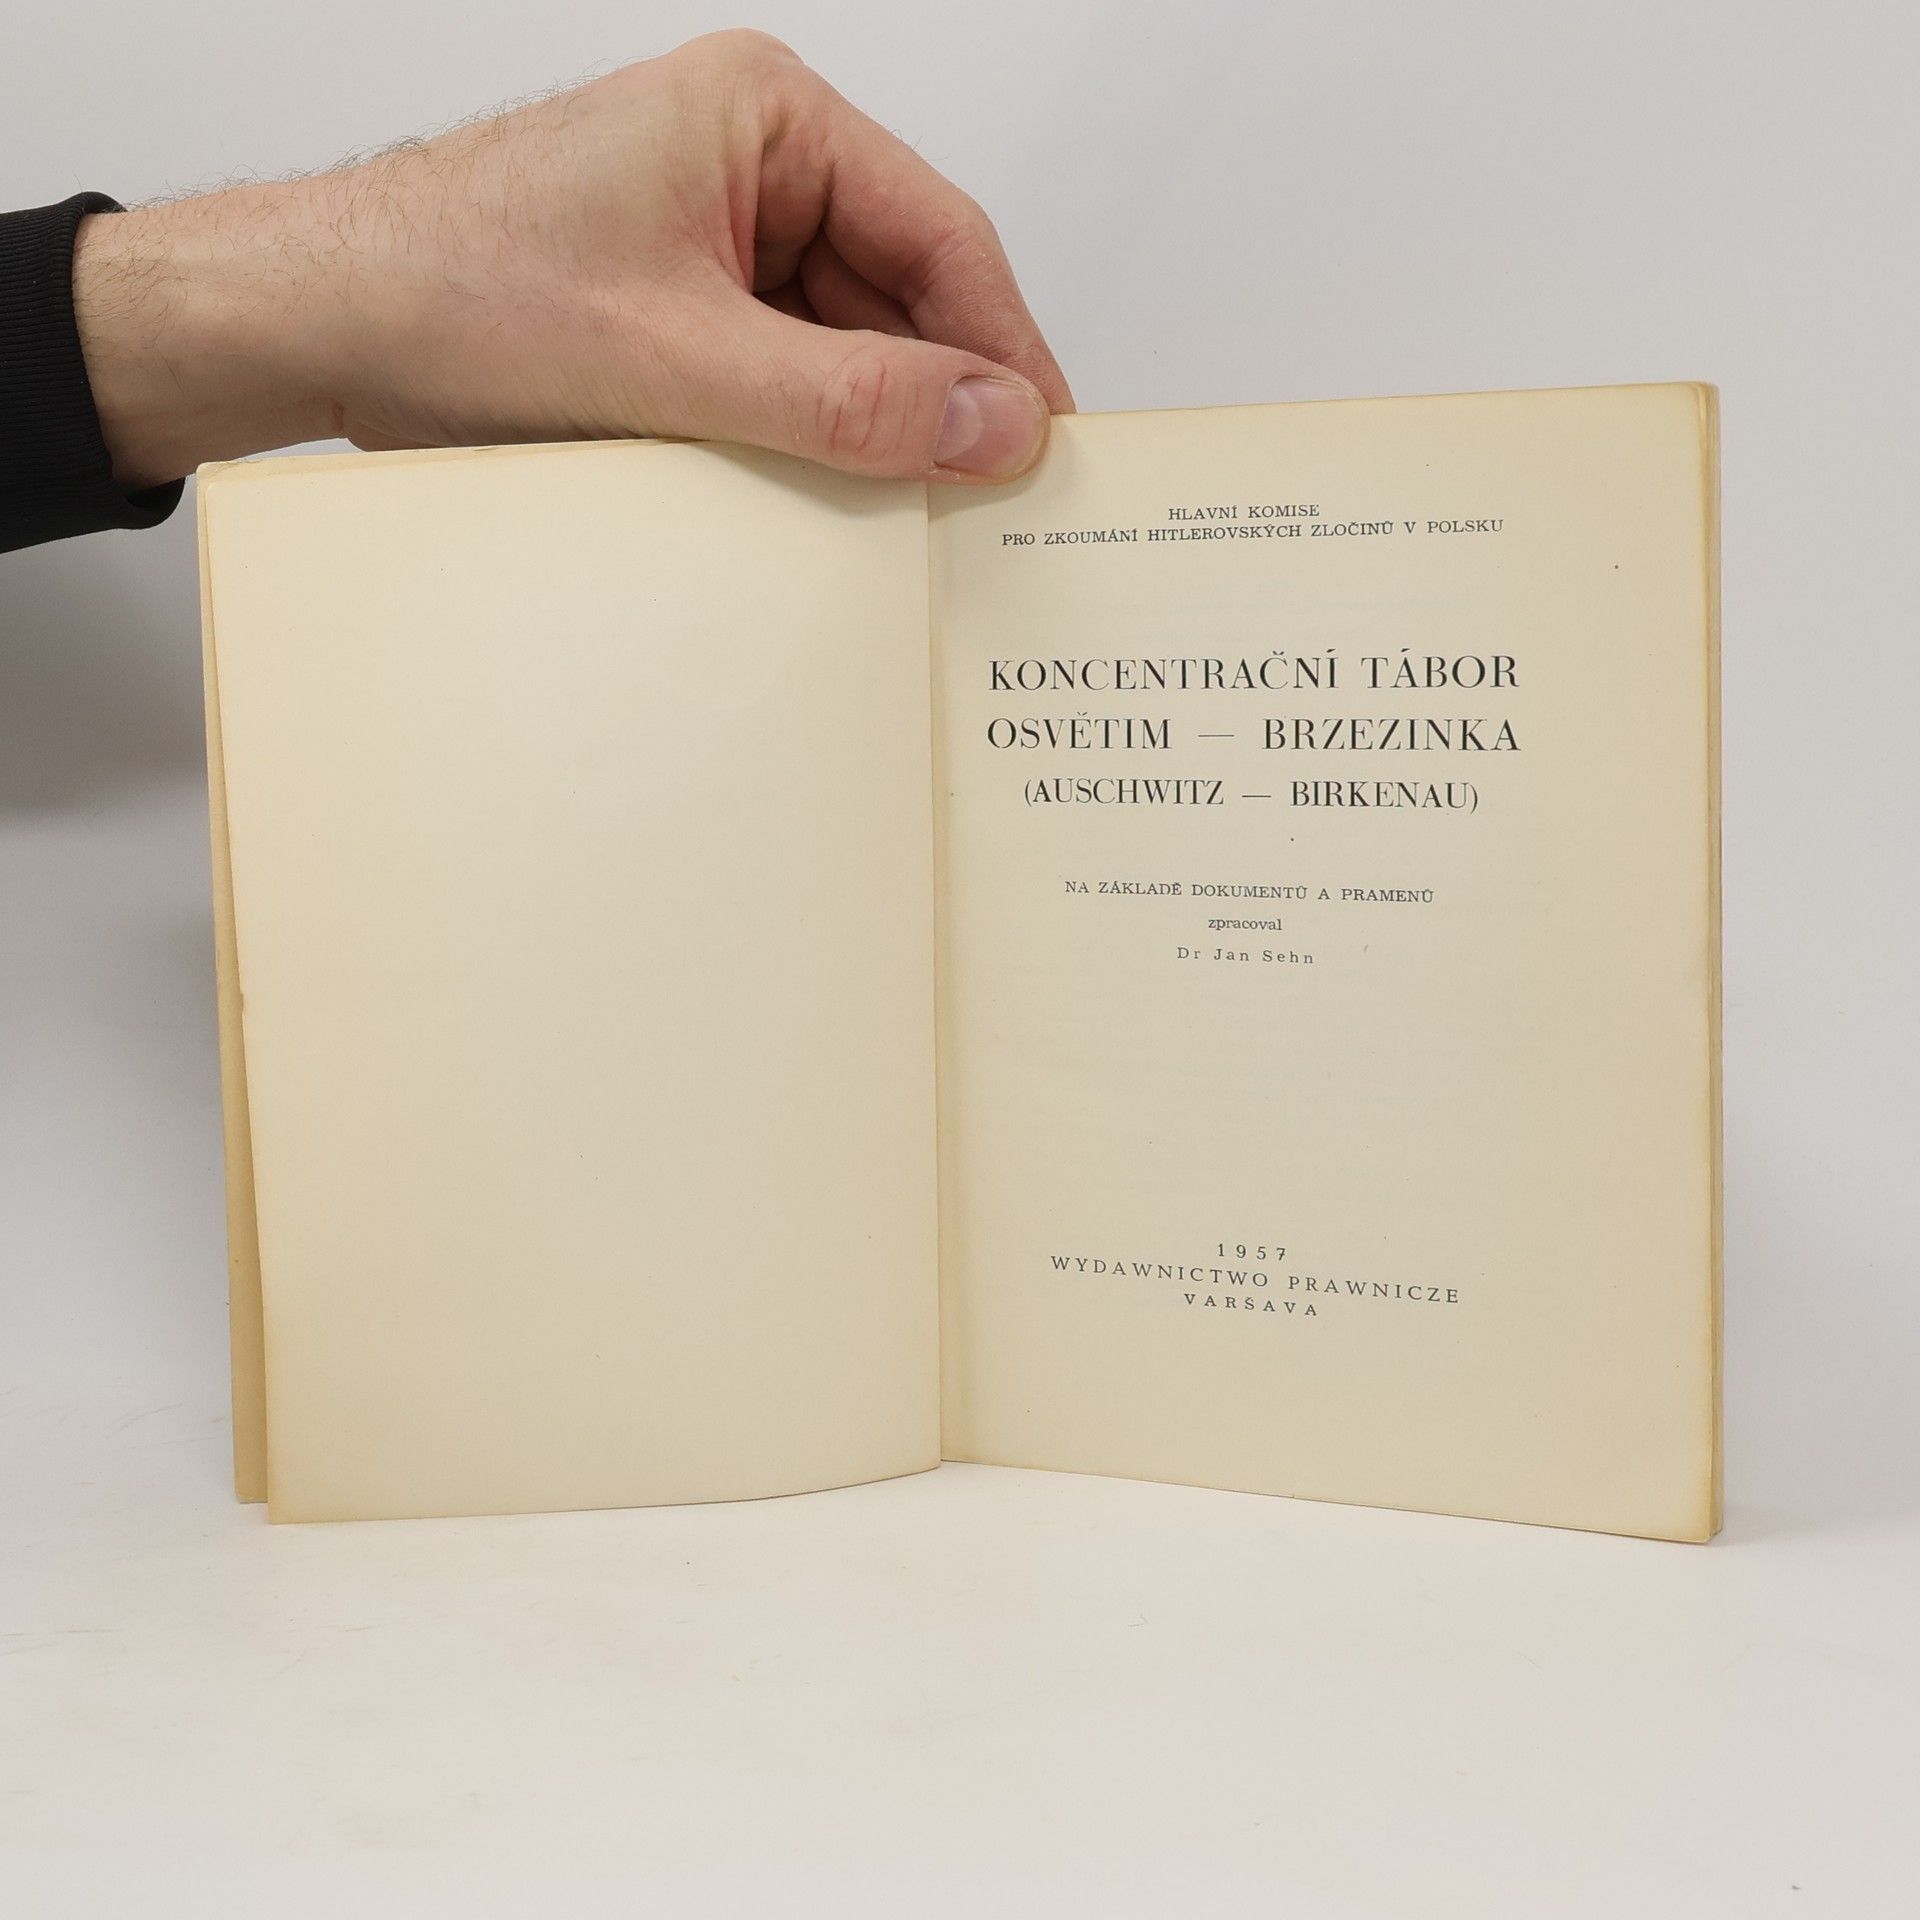 HLAVNÍ KOMISE
PRO ZKOUMÁNÍ HITLEROVSKÝCH ZLOČINŮ V POLSKU
KONCENTRAČNÍ TÁBOR
OSVĚTIM — BRZEZINKA
(AUSCHWITZ — BIRKENAU)
NA ZÁKLADĚ DOKUMENTŮ A PRAMENŮ
zpracoval
Dr Jan Sehn
1957
WYDAWNICTWO PRAWNICZE
VARŠAVA